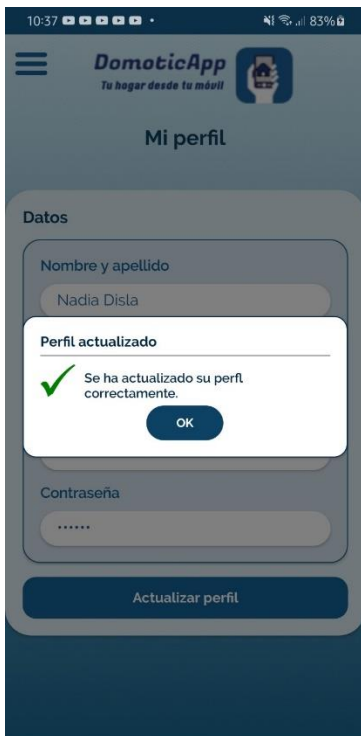 10:37
83%
DomoticApp
Tu hogar desde tu móvil
Mi perfil
Datos
Nombre y apellido
Nadia Disla
Perfil actualizado
Se ha actualizado su perfl
correctamente.
OK
Contraseña
••••••
Actualizar perfil